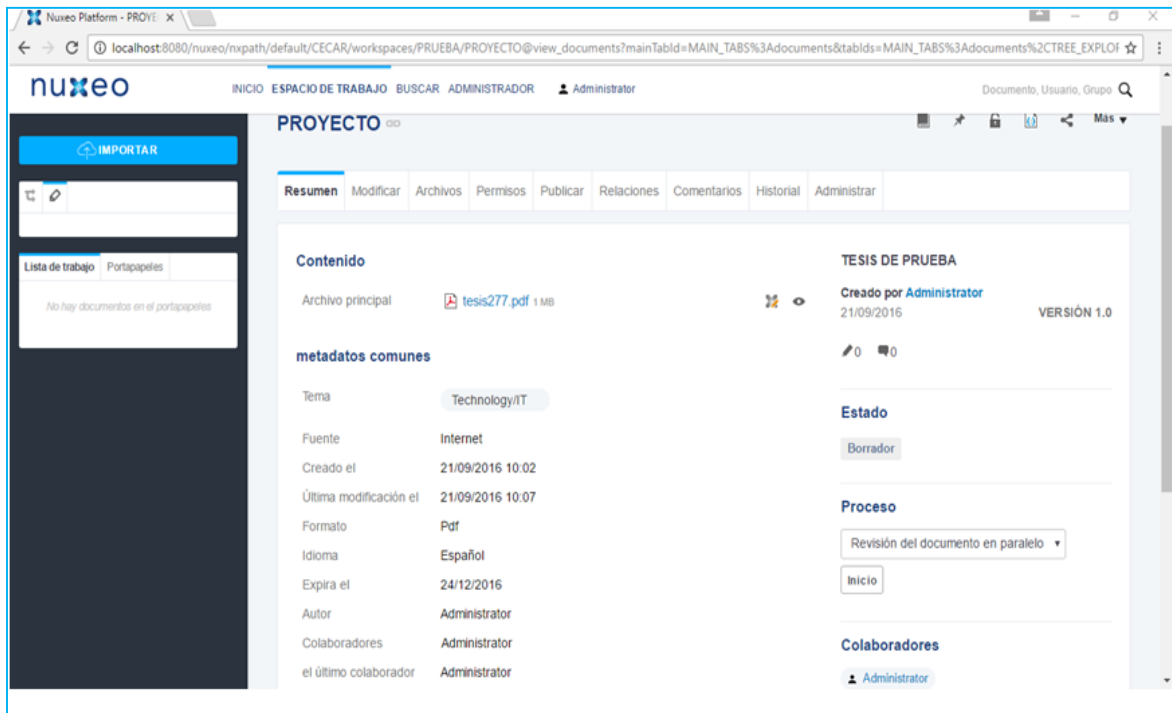 Nuxeo Platform - PROYE
localhost:8080/nuxeo/nxpath/default/CECAR/workspaces/PRUEBA/PROYECTO@view_documents?mainTabId=MAIN_TABS%3Adocuments&tabIds=MAIN_TABS%3Adocuments%2CTREE_EXPLOF
nuxeo
INICIO ESPACIO DE TRABAJO BUSCAR ADMINISTRADOR Administrator Documento, Usuario, Grupo
PROYECTO
Más
IMPORTAR
Resumen Modificar Archivos Permisos Publicar Relaciones Comentarios Historial Administrar
Lista de trabajo Portapapeles
No hay documentos en el portapapeles
Contenido
Archivo principal tesis277.pdf 1 MB
metadatos comunes
Tema Technology/IT
Fuente Internet
Creado el 21/09/2016 10:02
Última modificación el 21/09/2016 10:07
Formato Pdf
Idioma Español
Expira el 24/12/2016
Autor Administrator
Colaboradores Administrator
el último colaborador Administrator
TESIS DE PRUEBA
Creado por Administrator
21/09/2016 VERSIÓN 1.0
0 0
Estado
Borrador
Proceso
Revisión del documento en paralelo
Inicio
Colaboradores
Administrator